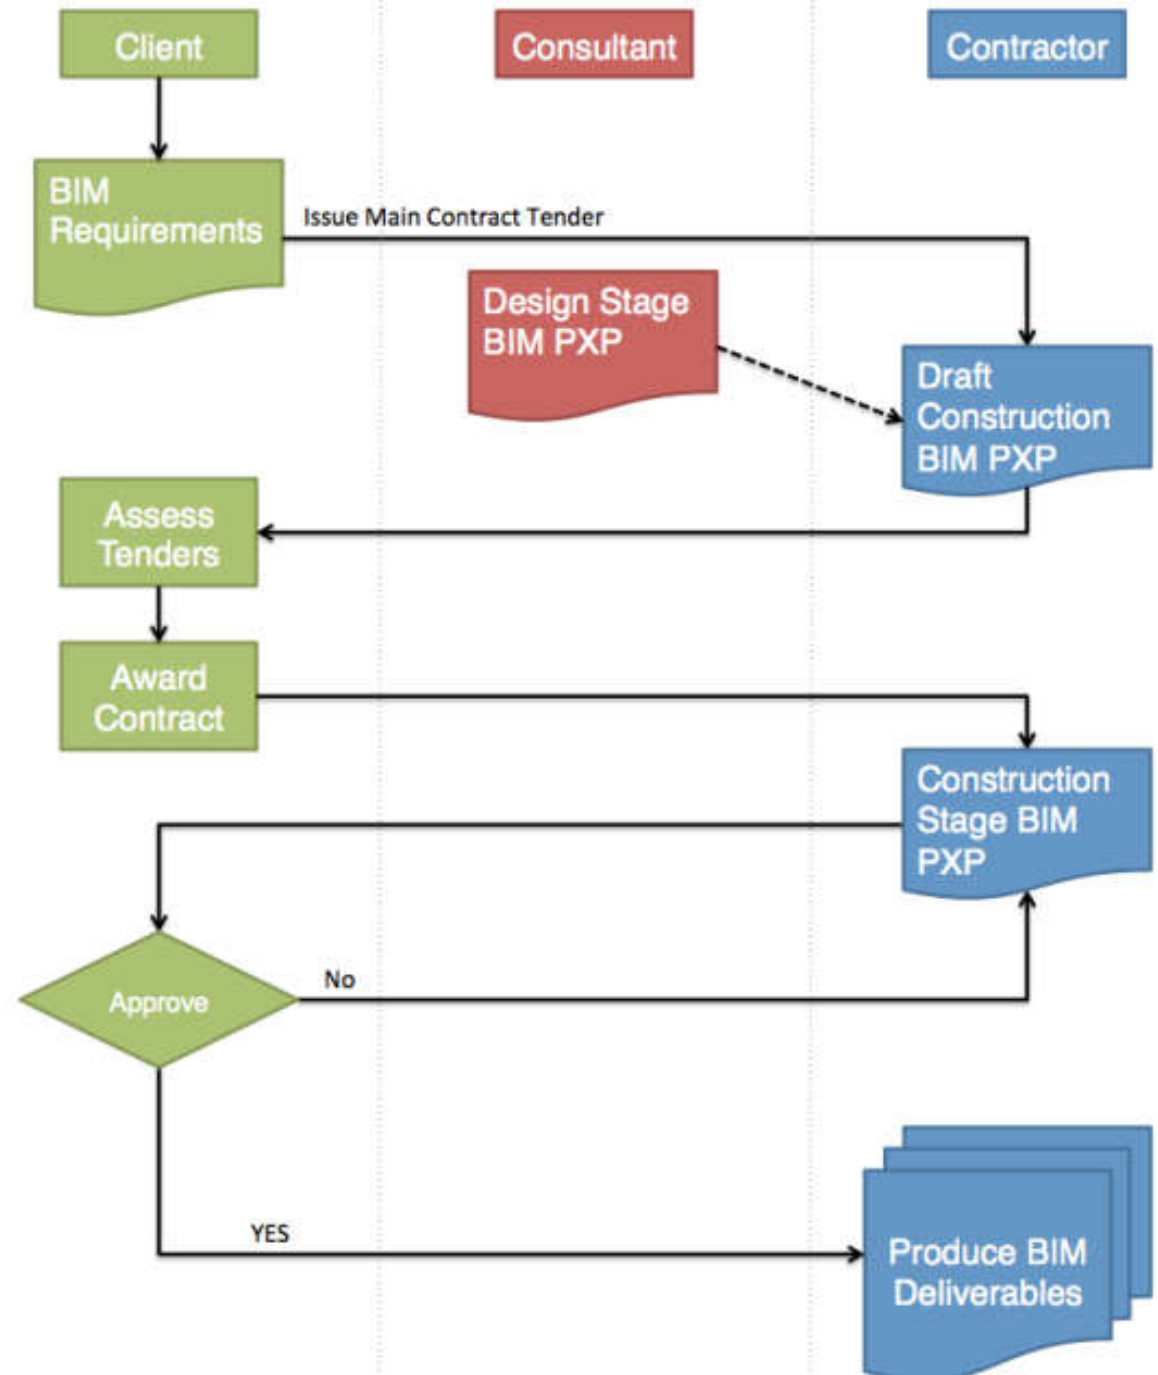 Client
Consultant
Contractor
BIM
Requirements
Issue Main Contract Tender
Design Stage
BIM PXP
Draft
Construction
BIM PXP
Assess
Tenders
Award
Contract
Construction
Stage BIM
PXP
Approve
No
YES
Produce BIM
Deliverables